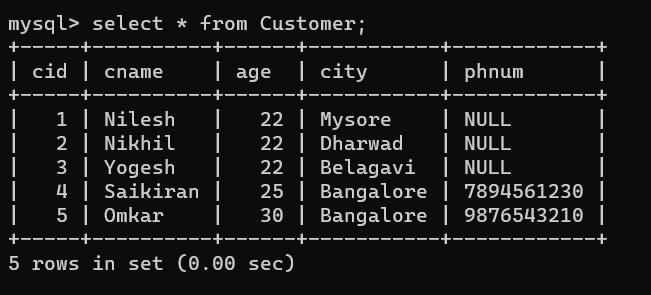 mysql> select * from Customer;
+-----+----------+------+-----------+------------+
| cid | cname    | age  | city      | phnum      |
+-----+----------+------+-----------+------------+
|   1 | Nilesh   |   22 | Mysore    | NULL       |
|   2 | Nikhil   |   22 | Dharwad   | NULL       |
|   3 | Yogesh   |   22 | Belagavi  | NULL       |
|   4 | Saikiran |   25 | Bangalore | 7894561230 |
|   5 | Omkar    |   30 | Bangalore | 9876543210 |
+-----+----------+------+-----------+------------+
5 rows in set (0.00 sec)